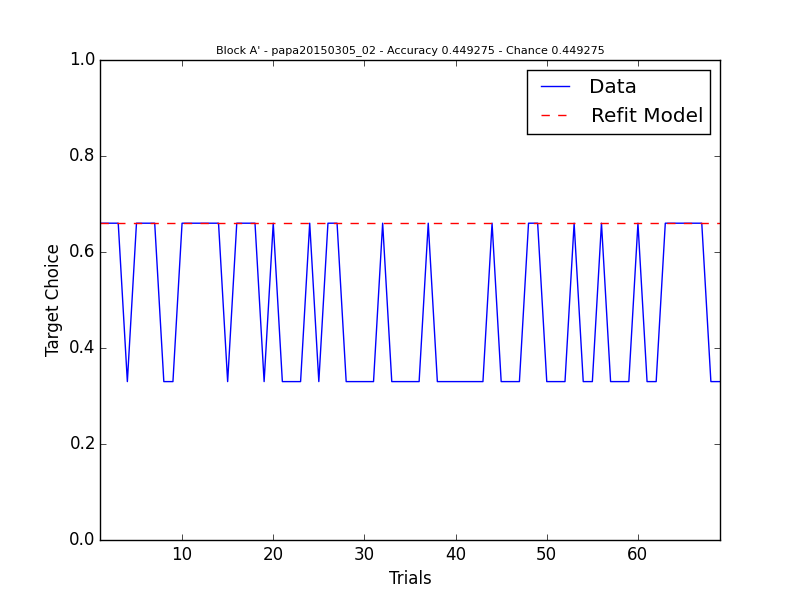 Block A' - papa20150305_02 - Accuracy 0.449275 - Chance 0.449275
1.0
0.8
0.6
0.4
0.2
0.0
Target Choice
Data
Refit Model
10 20 30 40 50 60
Trials